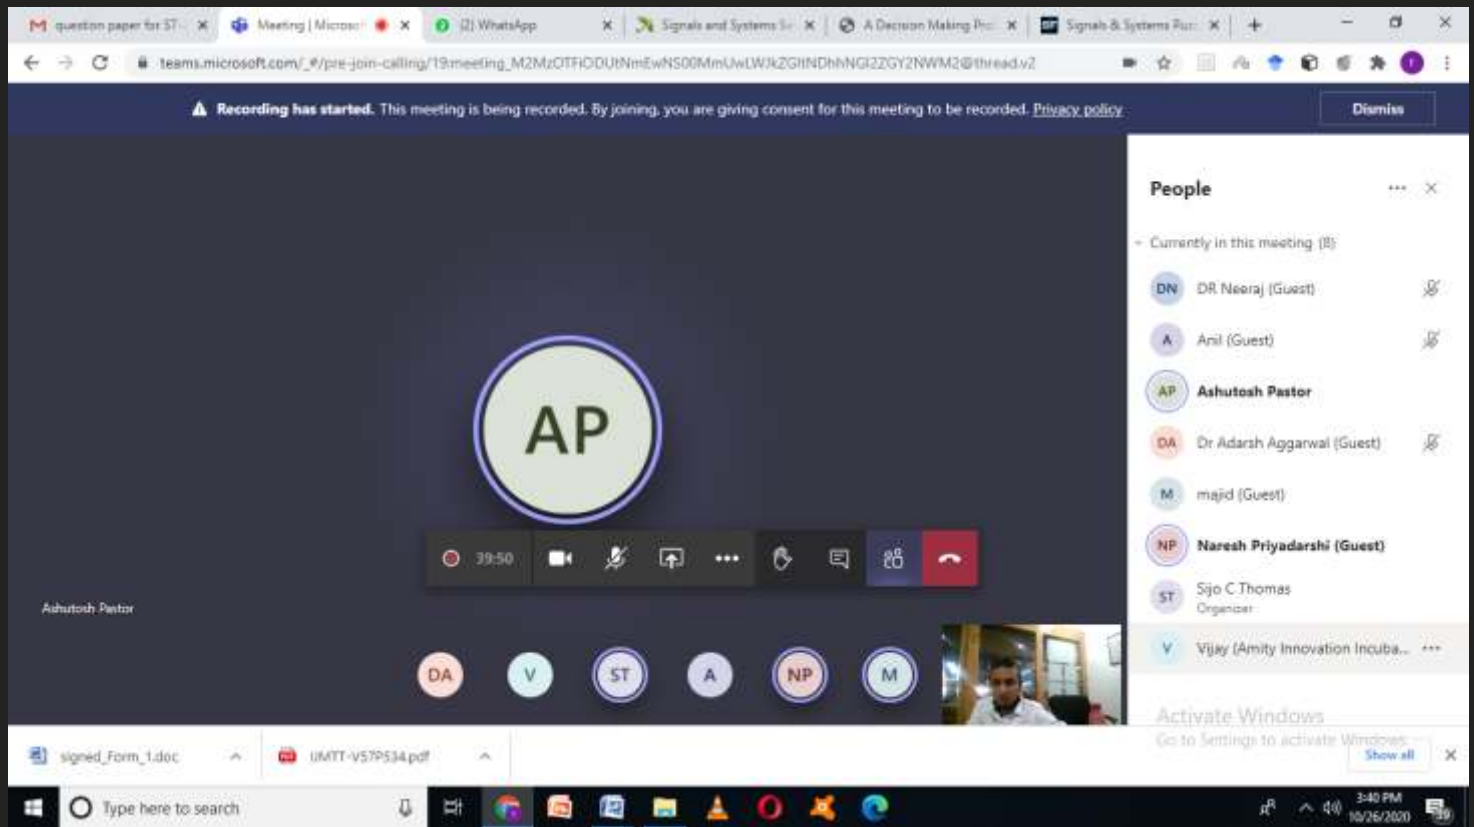 question paper for ST-
Meeting | Microsof
(2) WhatsApp
Signals and Systems S
A Decision Making Pro
Signals & Systems
teams.microsoft.com/_#/pre-join-calling/
Recording has started. This meeting is being recorded. By joining, you are giving consent for this meeting to be recorded. Privacy policy
Dismiss
People
Currently in this meeting (8)
DN DR Neeraj (Guest)
A Anil (Guest)
AP Ashutosh Pastor
DA Dr Adarsh Aggarwal (Guest)
M majid (Guest)
NP Naresh Priyadarshi (Guest)
ST Sijo C Thomas
Organizer
V Vijay (Amity Innovation Incuba...
AP
39:50
Ashutosh Pastor
DA V ST A NP M
Activate Windows
Go to Settings to activate Windows.
signed_Form_1.doc
UMTT-V57P534.pdf
Show all
Type here to search
3:40 PM
10/26/2020